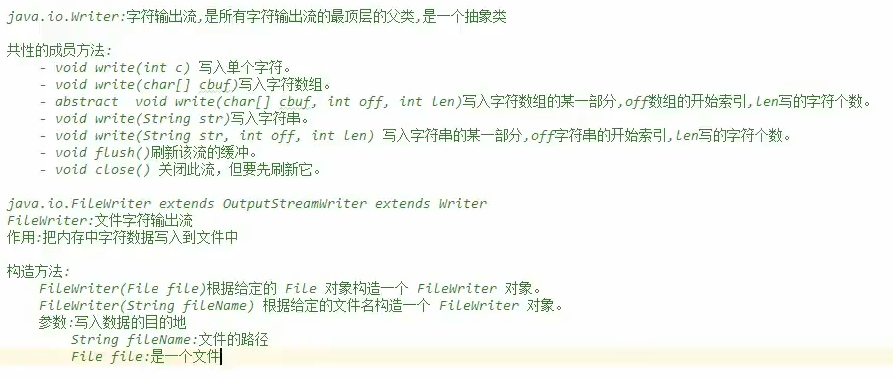 java.io.Writer:字符输出流,是所有字符输出流的最顶层的父类,是一个抽象类
共性的成员方法:
- void write(int c) 写入单个字符。
- void write(char[] cbuf)写入字符数组。
- abstract  void write(char[] cbuf, int off, int len)写入字符数组的某一部分,off数组的开始索引,len写的字符个数。
- void write(String str)写入字符串。
- void write(String str, int off, int len) 写入字符串的某一部分,off字符串的开始索引,len写的字符个数。
- void flush()刷新该流的缓冲。
- void close() 关闭此流，但要先刷新它。
java.io.FileWriter extends OutputStreamWriter extends Writer
FileWriter:文件字符输出流
作用:把内存中字符数据写入到文件中
构造方法:
FileWriter(File file)根据给定的 File 对象构造一个 FileWriter 对象。
FileWriter(String fileName) 根据给定的文件名构造一个 FileWriter 对象。
参数:写入数据的目的地
String fileName:文件的路径
File file:是一个文件